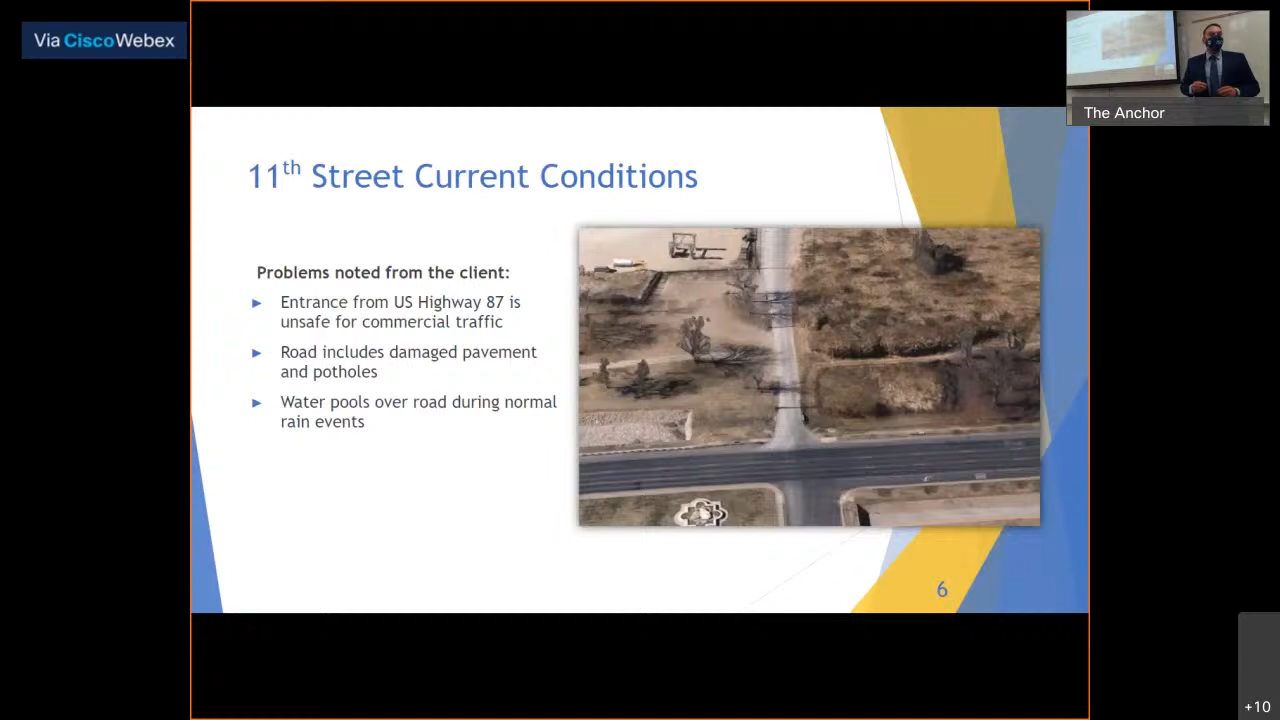 Via CiscoWebex
The Anchor
11th Street Current Conditions
Problems noted from the client:
Entrance from US Highway 87 is
unsafe for commercial traffic
Road includes damaged pavement
and potholes
Water pools over road during normal
rain events
6
+10